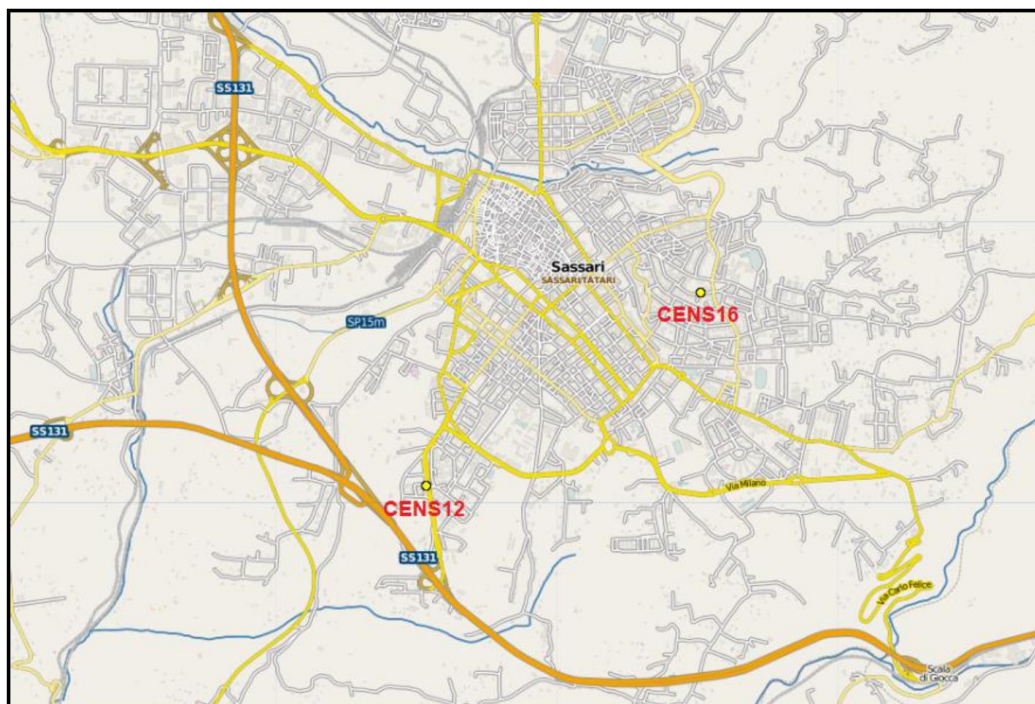 SS131
Sassari
SASSARI/TATARI
CENS16
SP15m
SS131
Via Milano
CENS12
SS131
Via Carlo Felice
Scala
di Giocca